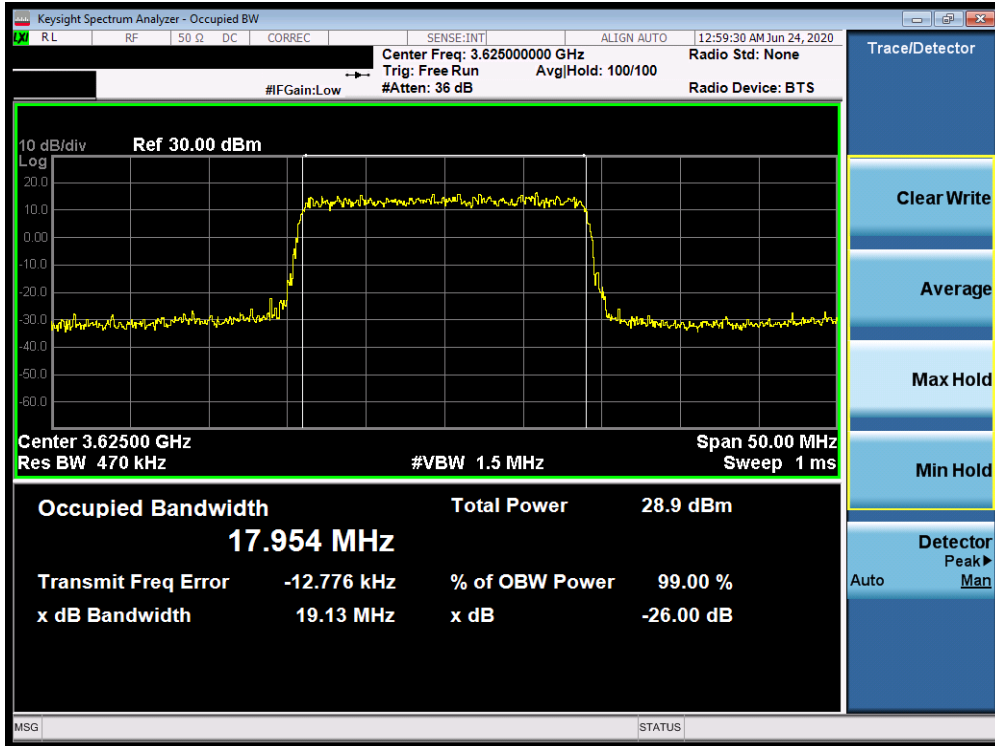 Keysight Spectrum Analyzer - Occupied BW
LXI RL RF 50 Ω DC CORREC SENSE:INT ALIGN AUTO 12:59:30 AM Jun 24, 2020
Center Freq: 3.625000000 GHz Radio Std: None
Trig: Free Run Avg|Hold: 100/100
#IFGain:Low #Atten: 36 dB Radio Device: BTS
10 dB/div Ref 30.00 dBm
Log
20.0
10.0
0.00
-10.0
-20.0
-30.0
-40.0
-50.0
-60.0
Center 3.62500 GHz Span 50.00 MHz
Res BW 470 kHz #VBW 1.5 MHz Sweep 1 ms
Occupied Bandwidth Total Power 28.9 dBm
17.954 MHz
Transmit Freq Error -12.776 kHz % of OBW Power 99.00 %
x dB Bandwidth 19.13 MHz x dB -26.00 dB
MSG STATUS
Trace/Detector
Clear Write
Average
Max Hold
Min Hold
Detector
Peak▶
Auto Man